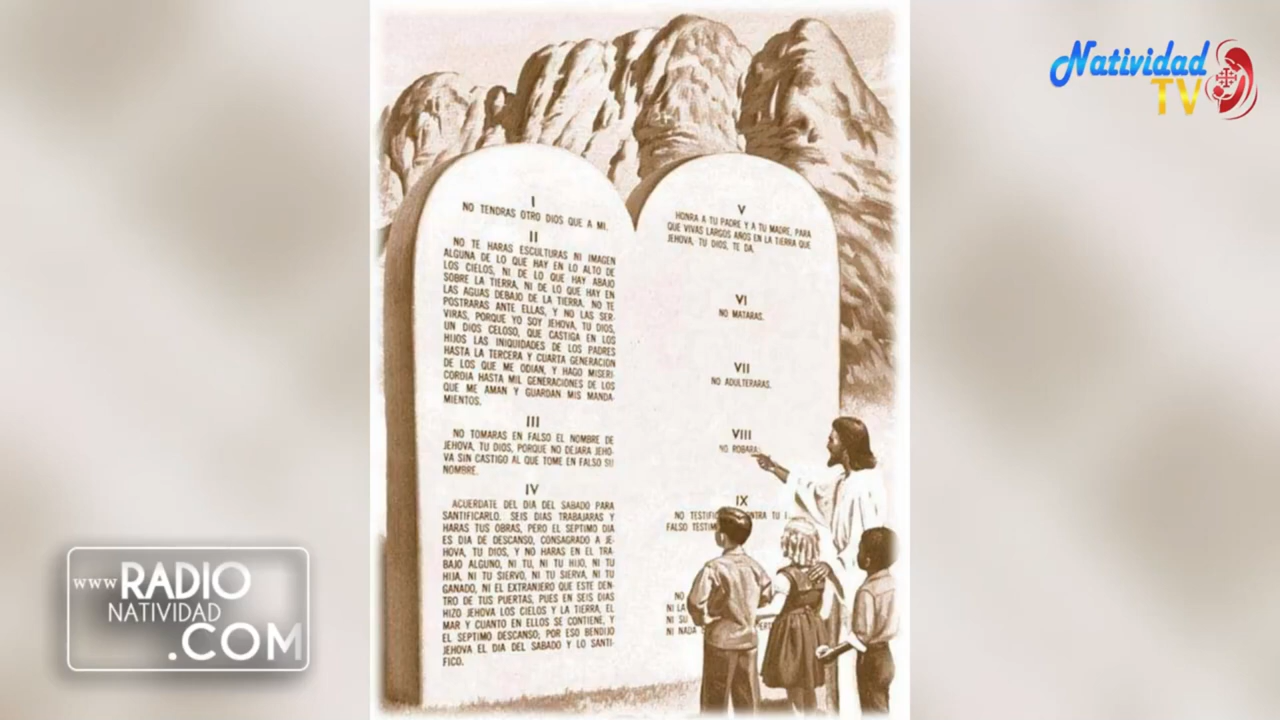 Natividad
TV
I
NO TENDRAS OTRO DIOS QUE A MI.
II
NO TE HARAS ESCULTURAS NI IMAGEN
ALGUNA DE LO QUE HAY EN LO ALTO DE
LOS CIELOS, NI DE LO QUE HAY ABAJO
SOBRE LA TIERRA, NI DE LO QUE HAY EN
LAS AGUAS DEBAJO DE LA TIERRA. NO TE
POSTRARAS ANTE ELLAS, Y NO LAS SER-
VIRAS, PORQUE YO SOY JEHOVA, TU DIOS,
UN DIOS CELOSO, QUE CASTIGA EN LOS
HIJOS LAS INIQUIDADES DE LOS PADRES
HASTA LA TERCERA Y CUARTA GENERACION
DE LOS QUE ME ODIAN, Y HAGO MISERI-
CORDIA HASTA MIL GENERACIONES DE LOS
QUE ME AMAN Y GUARDAN MIS MANDA-
MIENTOS.
III
NO TOMARAS EN FALSO EL NOMBRE DE
JEHOVA, TU DIOS, PORQUE NO DEJARA JEHO-
VA SIN CASTIGO AL QUE TOME EN FALSO SU
NOMBRE.
IV
ACUERDATE DEL DIA DEL SABADO PARA
SANTIFICARLO. SEIS DIAS TRABAJARAS Y
HARAS TUS OBRAS, PERO EL SEPTIMO DIA
ES DIA DE DESCANSO, CONSAGRADO A JE-
HOVA, TU DIOS, Y NO HARAS EN EL TRA-
BAJO ALGUNO, NI TU, NI TU HIJO, NI TU
HIJA, NI TU SIERVO, NI TU SIERVA, NI TU
GANADO, NI EL EXTRANJERO QUE ESTE DEN-
TRO DE TUS PUERTAS, PUES EN SEIS DIAS
HIZO JEHOVA LOS CIELOS Y LA TIERRA, EL
MAR Y CUANTO EN ELLOS SE CONTIENE, Y
EL SEPTIMO DESCANSO; POR ESO BENDIJO
JEHOVA EL DIA DEL SABADO Y LO SANTI-
FICO.
V
HONRA A TU PADRE Y A TU MADRE, PARA
QUE VIVAS LARGOS AÑOS EN LA TIERRA QUE
JEHOVA, TU DIOS, TE DA.
VI
NO MATARAS.
VII
NO ADULTERARAS.
VIII
NO ROBARAS
IX
NO TU
FALSO
NO
NI LA
NI SU
NI NADA
www RADIO
NATIVIDAD
.COM